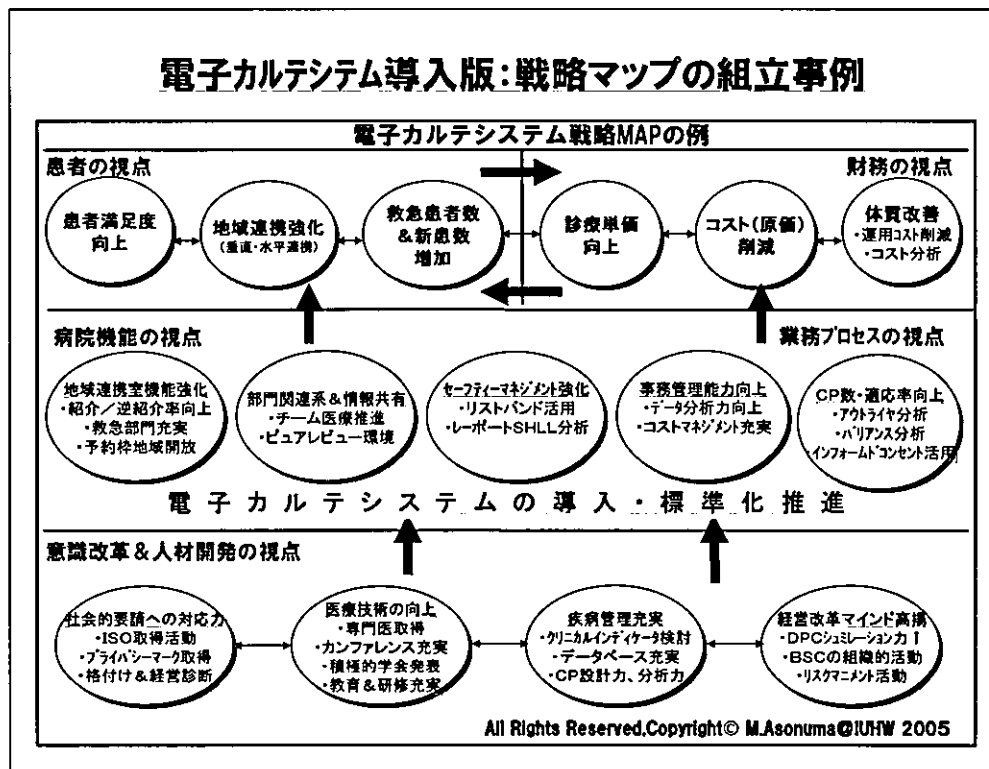 電子カルテシテム導入版:戦略マップの組立事例
電子カルテシステム戦略MAPの例
患者の視点
財務の視点
患者満足度
向上
地域連携強化
(垂直・水平連携)
救急患者数
&新患数
増加
診療単価
向上
コスト(原価)
削減
体質改善
・運用コスト削減
・コスト分析
病院機能の視点
業務プロセスの視点
地域連携室機能強化
・紹介/逆紹介率向上
・救急部門充実
・予約枠地域開放
部門関連系&情報共有
・チーム医療推進
・ピュアレビュー環境
セーフティーマネジメント強化
・リストバンド活用
・レーポートSHLL分析
事務管理能力向上
・データ分析力向上
・コストマネジメント充実
CP数・適応率向上
・アウトライヤ分析
・バリアンス分析
・インフォームドコンセント活用
電子カルテシステムの導入・標準化推進
意識改革&人材開発の視点
社会的要請への対応力
・ISO取得活動
・プライバシーマーク取得
・格付け&経営診断
医療技術の向上
・専門医取得
・カンファレンス充実
・積極的学会発表
・教育&研修充実
疾病管理充実
・クリニカルインディケータ検討
・データベース充実
・CP設計力、分析力
経営改革マインド高揚
・DPCシュミレーション力↑
・BSCの組織的活動
・リスクマニメント活動
All Rights Reserved,Copyright© M.Asonuma@IUHW 2005